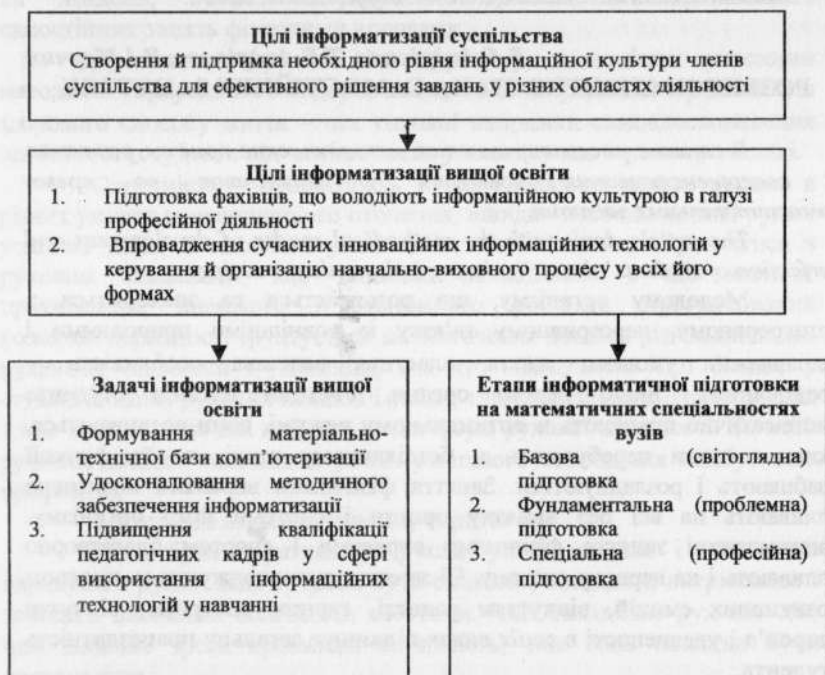 Цілі інформатизації суспільства
Створення й підтримка необхідного рівня інформаційної культури членів
суспільства для ефективного рішення завдань у різних областях діяльності
Цілі інформатизації вищої освіти
1. Підготовка фахівців, що володіють інформаційною культурою в галузі
професійної діяльності
2. Впровадження сучасних інноваційних інформаційних технологій у
керування й організацію навчально-виховного процесу у всіх його
формах
Задачі інформатизації вищої
освіти
1. Формування матеріально-
технічної бази комп’ютеризації
2. Удосконалювання методичного
забезпечення інформатизації
3. Підвищення кваліфікації
педагогічних кадрів у сфері
використання інформаційних
технологій у навчанні
Етапи інформатичної підготовки
на математичних спеціальностях
вузів
1. Базова (світоглядна)
підготовка
2. Фундаментальна (проблемна)
підготовка
3. Спеціальна (професійна)
підготовка